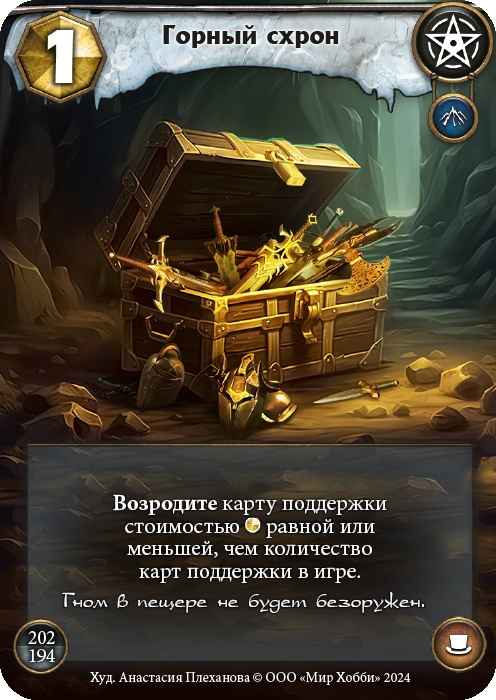 1
Горный схрон
Возродите карту поддержки
стоимостью равной или
меньшей, чем количество
карт поддержки в игре.
Гном в пещере не будет безоружен.
202
194
Худ. Анастасия Плеханова © ООО «Мир Хобби» 2024